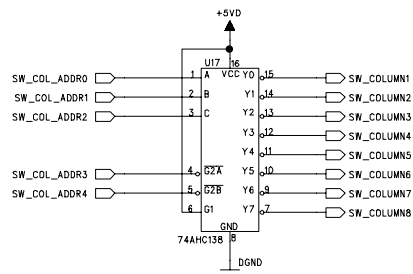 +5VD
U17
16
VCC
SW_COL_ADDR0 1 A Y0 15 SW_COLUMN1
SW_COL_ADDR1 2 B Y1 14 SW_COLUMN2
SW_COL_ADDR2 3 C Y2 13 SW_COLUMN3
Y3 12 SW_COLUMN4
Y4 11 SW_COLUMN5
SW_COL_ADDR3 4 G2A Y5 10 SW_COLUMN6
SW_COL_ADDR4 5 G2B Y6 9 SW_COLUMN7
6 G1 Y7 7 SW_COLUMN8
GND
74AHC138 8
DGND